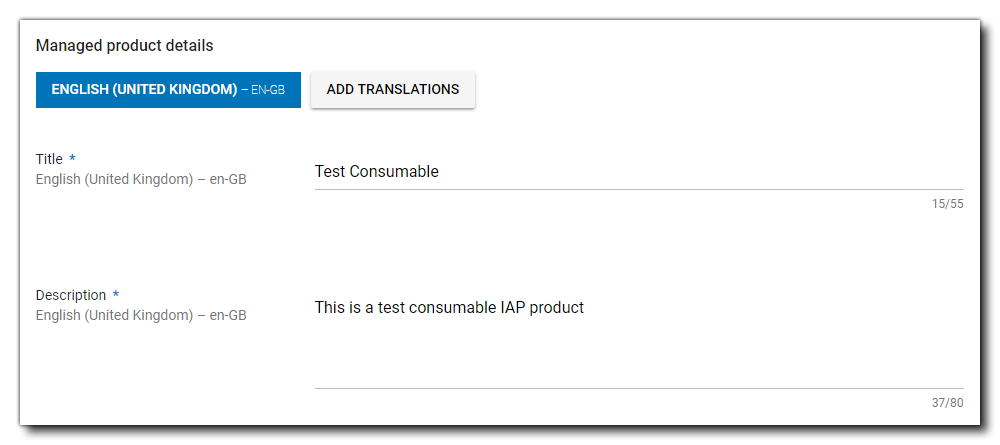 Managed product details
ENGLISH (UNITED KINGDOM) – EN-GB ADD TRANSLATIONS
Title *
English (United Kingdom) – en-GB
Test Consumable
15/55
Description *
English (United Kingdom) – en-GB
This is a test consumable IAP product
37/80